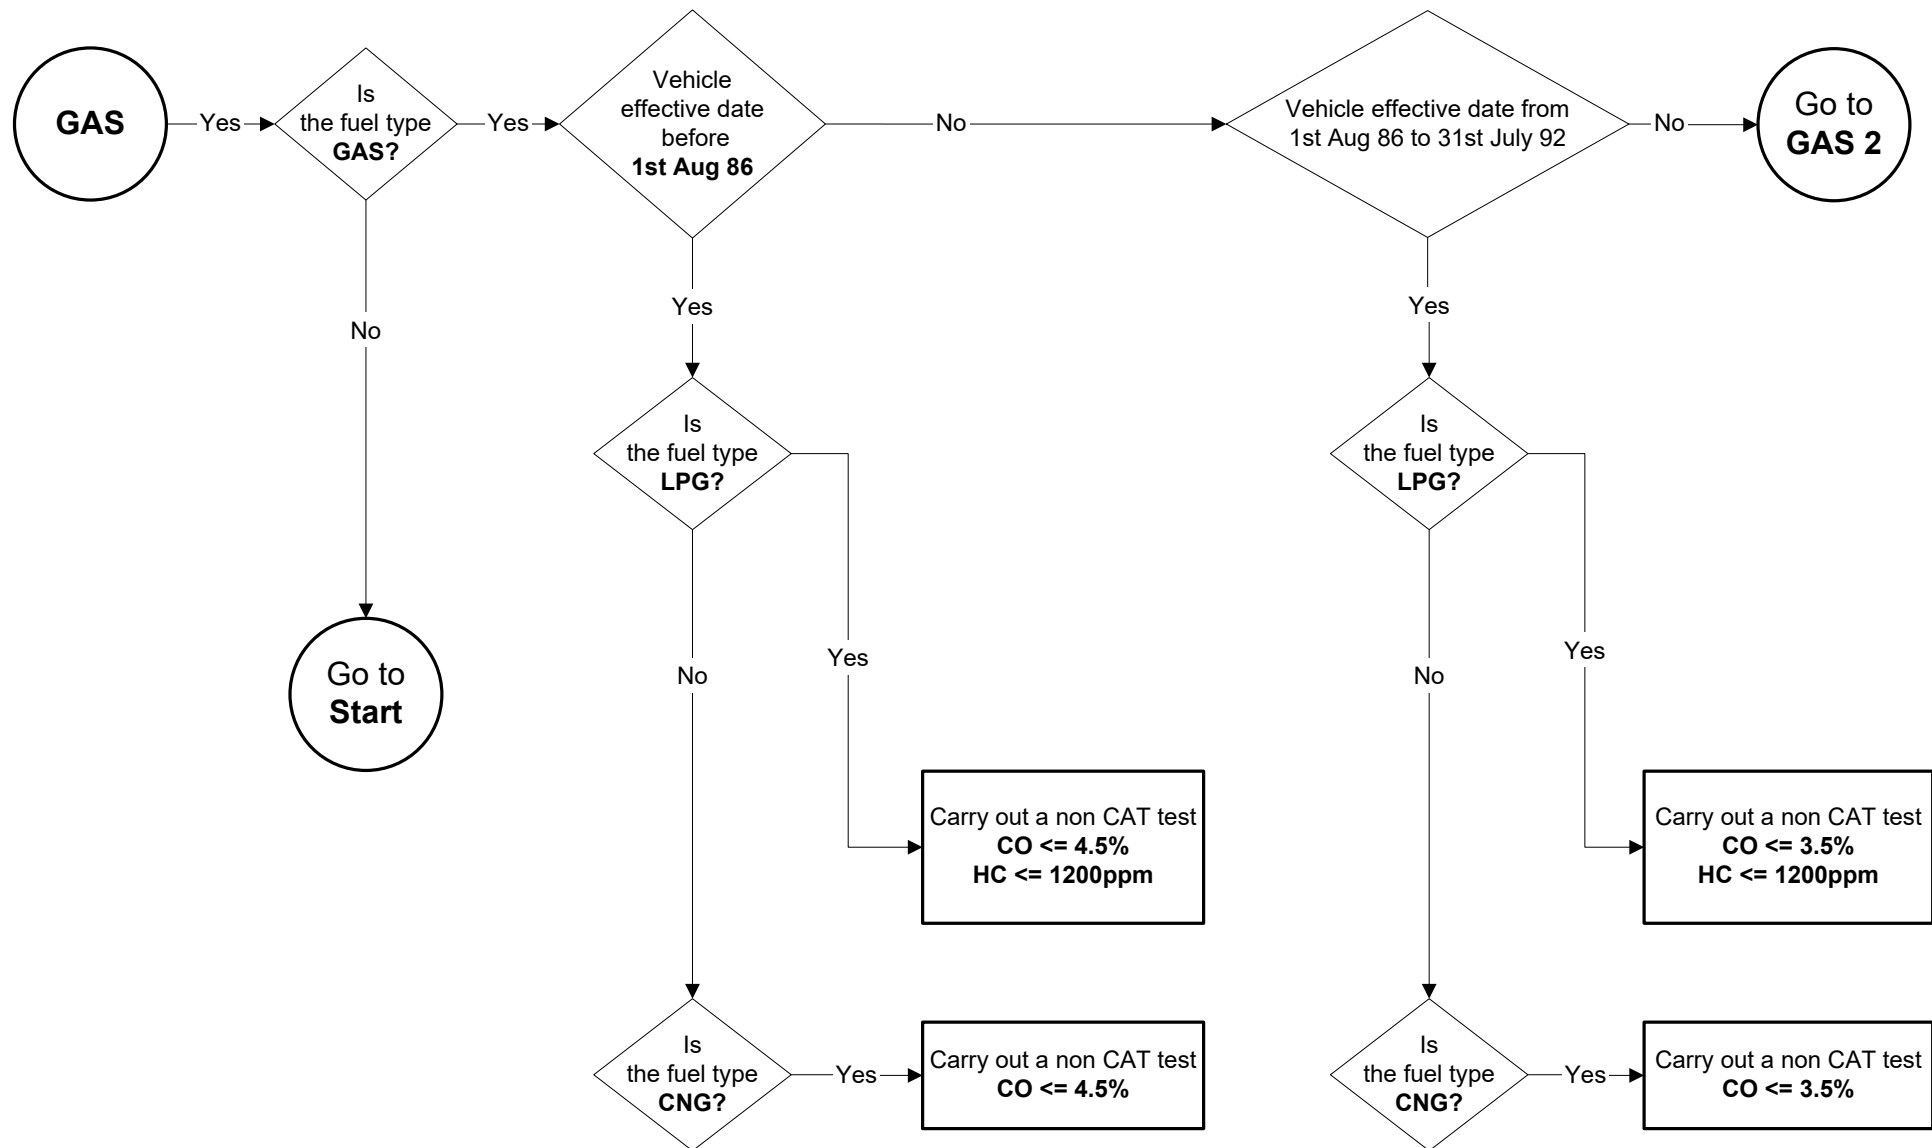 GAS
Yes
Is
the fuel type
GAS?
Yes
Vehicle
effective date
before
1st Aug 86
No
Vehicle effective date from
1st Aug 86 to 31st July 92
No
Go to
GAS 2
No
Yes
Yes
Is
the fuel type
LPG?
Is
the fuel type
LPG?
Go to
Start
No
Yes
No
Yes
Carry out a non CAT test
CO <= 4.5%
HC <= 1200ppm
Carry out a non CAT test
CO <= 3.5%
HC <= 1200ppm
Is
the fuel type
CNG?
Yes
Carry out a non CAT test
CO <= 4.5%
Is
the fuel type
CNG?
Yes
Carry out a non CAT test
CO <= 3.5%